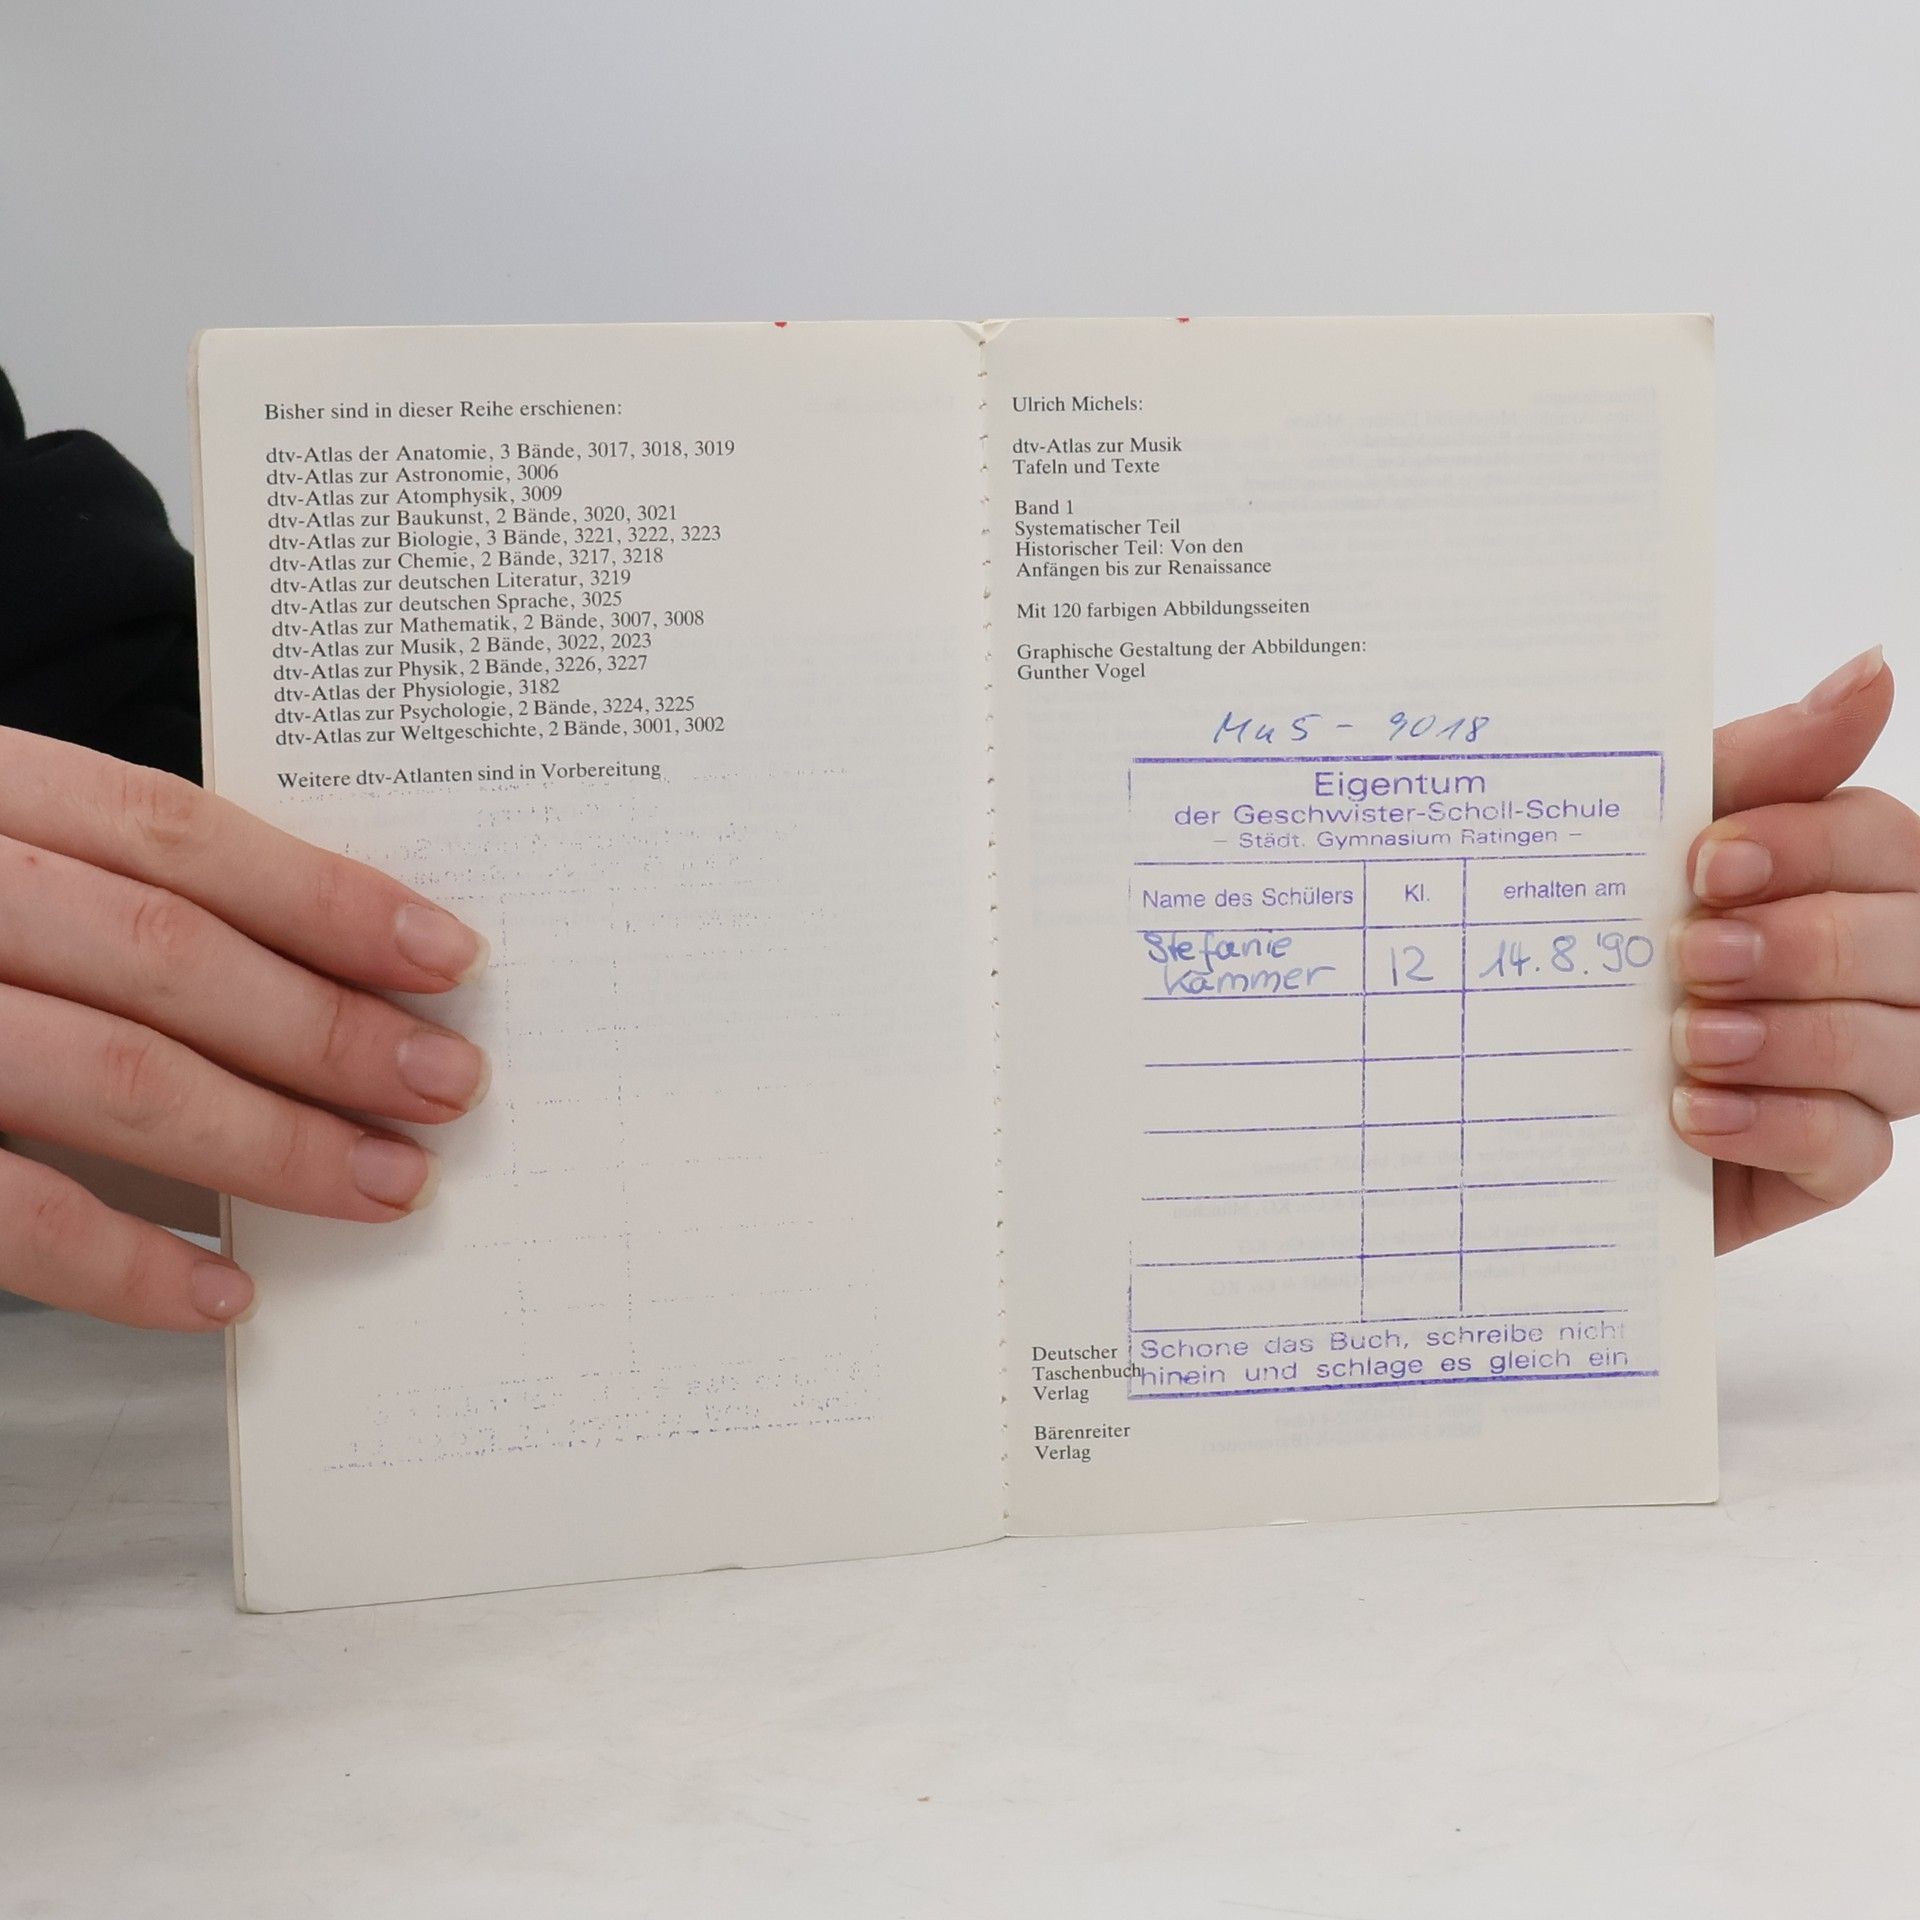 Bisher sind in dieser Reihe erschienen:
dtv-Atlas der Anatomie, 3 Bände, 3017, 3018, 3019
dtv-Atlas zur Astronomie, 3006
dtv-Atlas zur Atomphysik, 3009
dtv-Atlas zur Baukunst, 2 Bände, 3020, 3021
dtv-Atlas zur Biologie, 3 Bände, 3221, 3222, 3223
dtv-Atlas zur Chemie, 2 Bände, 3217, 3218
dtv-Atlas zur deutschen Literatur, 3219
dtv-Atlas zur deutschen Sprache, 3025
dtv-Atlas zur Mathematik, 2 Bände, 3007, 3008
dtv-Atlas zur Musik, 2 Bände, 3022, 2023
dtv-Atlas zur Physik, 2 Bände, 3226, 3227
dtv-Atlas der Physiologie, 3182
dtv-Atlas zur Psychologie, 2 Bände, 3224, 3225
dtv-Atlas zur Weltgeschichte, 2 Bände, 3001, 3002
Weitere dtv-Atlanten sind in Vorbereitung
Ulrich Michels:
dtv-Atlas zur Musik
Tafeln und Texte
Band 1
Systematischer Teil
Historischer Teil: Von den
Anfängen bis zur Renaissance
Mit 120 farbigen Abbildungsseiten
Graphische Gestaltung der Abbildungen:
Gunther Vogel
Mu 5 - 9018
Eigentum
der Geschwister-Scholl-Schule
– Städt. Gymnasium Ratingen –
Name des Schülers Kl. erhalten am
Stefanie
Kammer 12 14.8.'90
Schone das Buch, schreibe nicht
hinein und schlage es gleich ein
Deutscher
Taschenbuch
Verlag
Bärenreiter
Verlag